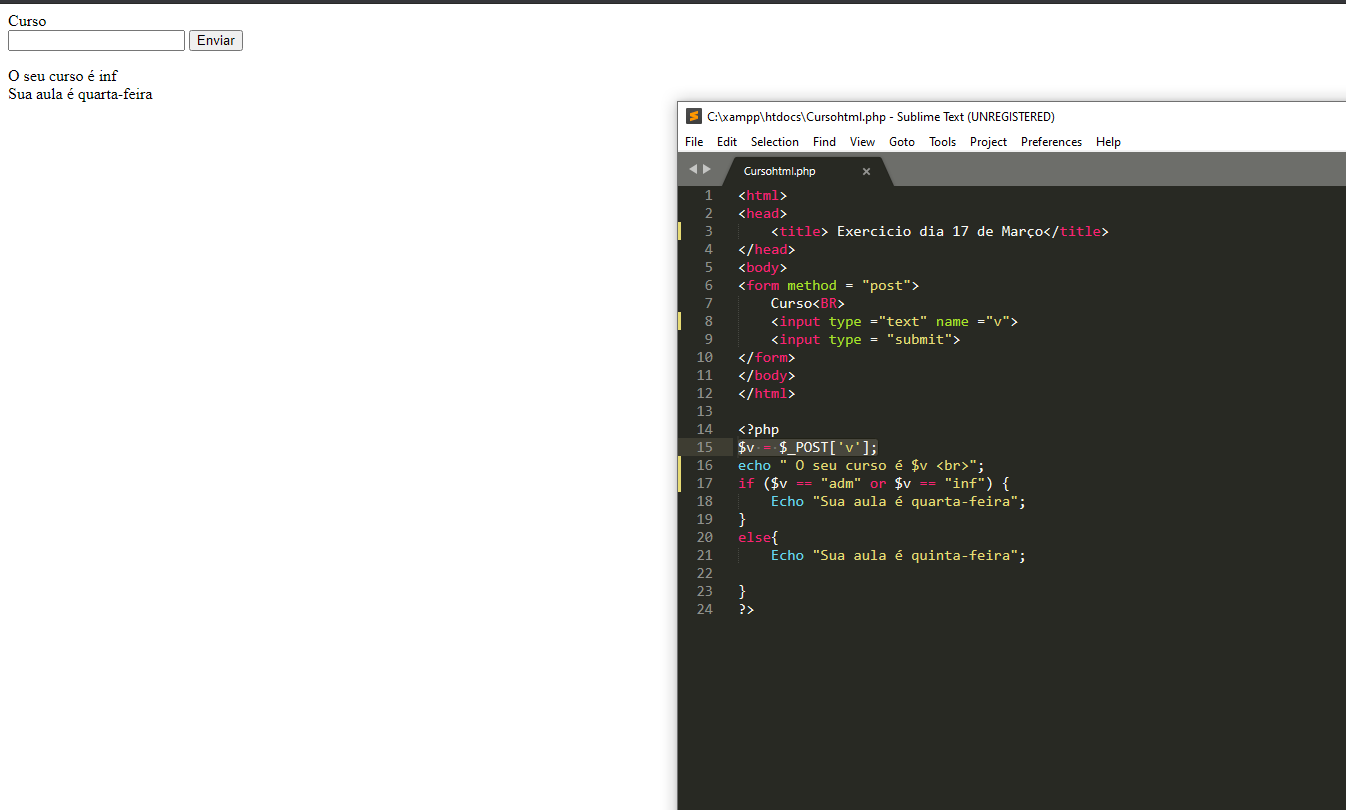 Curso
Enviar
O seu curso é inf
Sua aula é quarta-feira
C:\xampp\htdocs\Cursohtml.php - Sublime Text (UNREGISTERED)
File Edit Selection Find View Goto Tools Project Preferences Help
Cursohtml.php
1 <html>
2 <head>
3 <title> Exercicio dia 17 de Março</title>
4 </head>
5 <body>
6 <form method = "post">
7 Curso<BR>
8 <input type ="text" name ="v">
9 <input type = "submit">
10 </form>
11 </body>
12 </html>
13
14 <?php
15 $v = $_POST['v'];
16 echo " O seu curso é $v <br>";
17 if ($v == "adm" or $v == "inf") {
18 Echo "Sua aula é quarta-feira";
19 }
20 else{
21 Echo "Sua aula é quinta-feira";
22
23 }
24 ?>